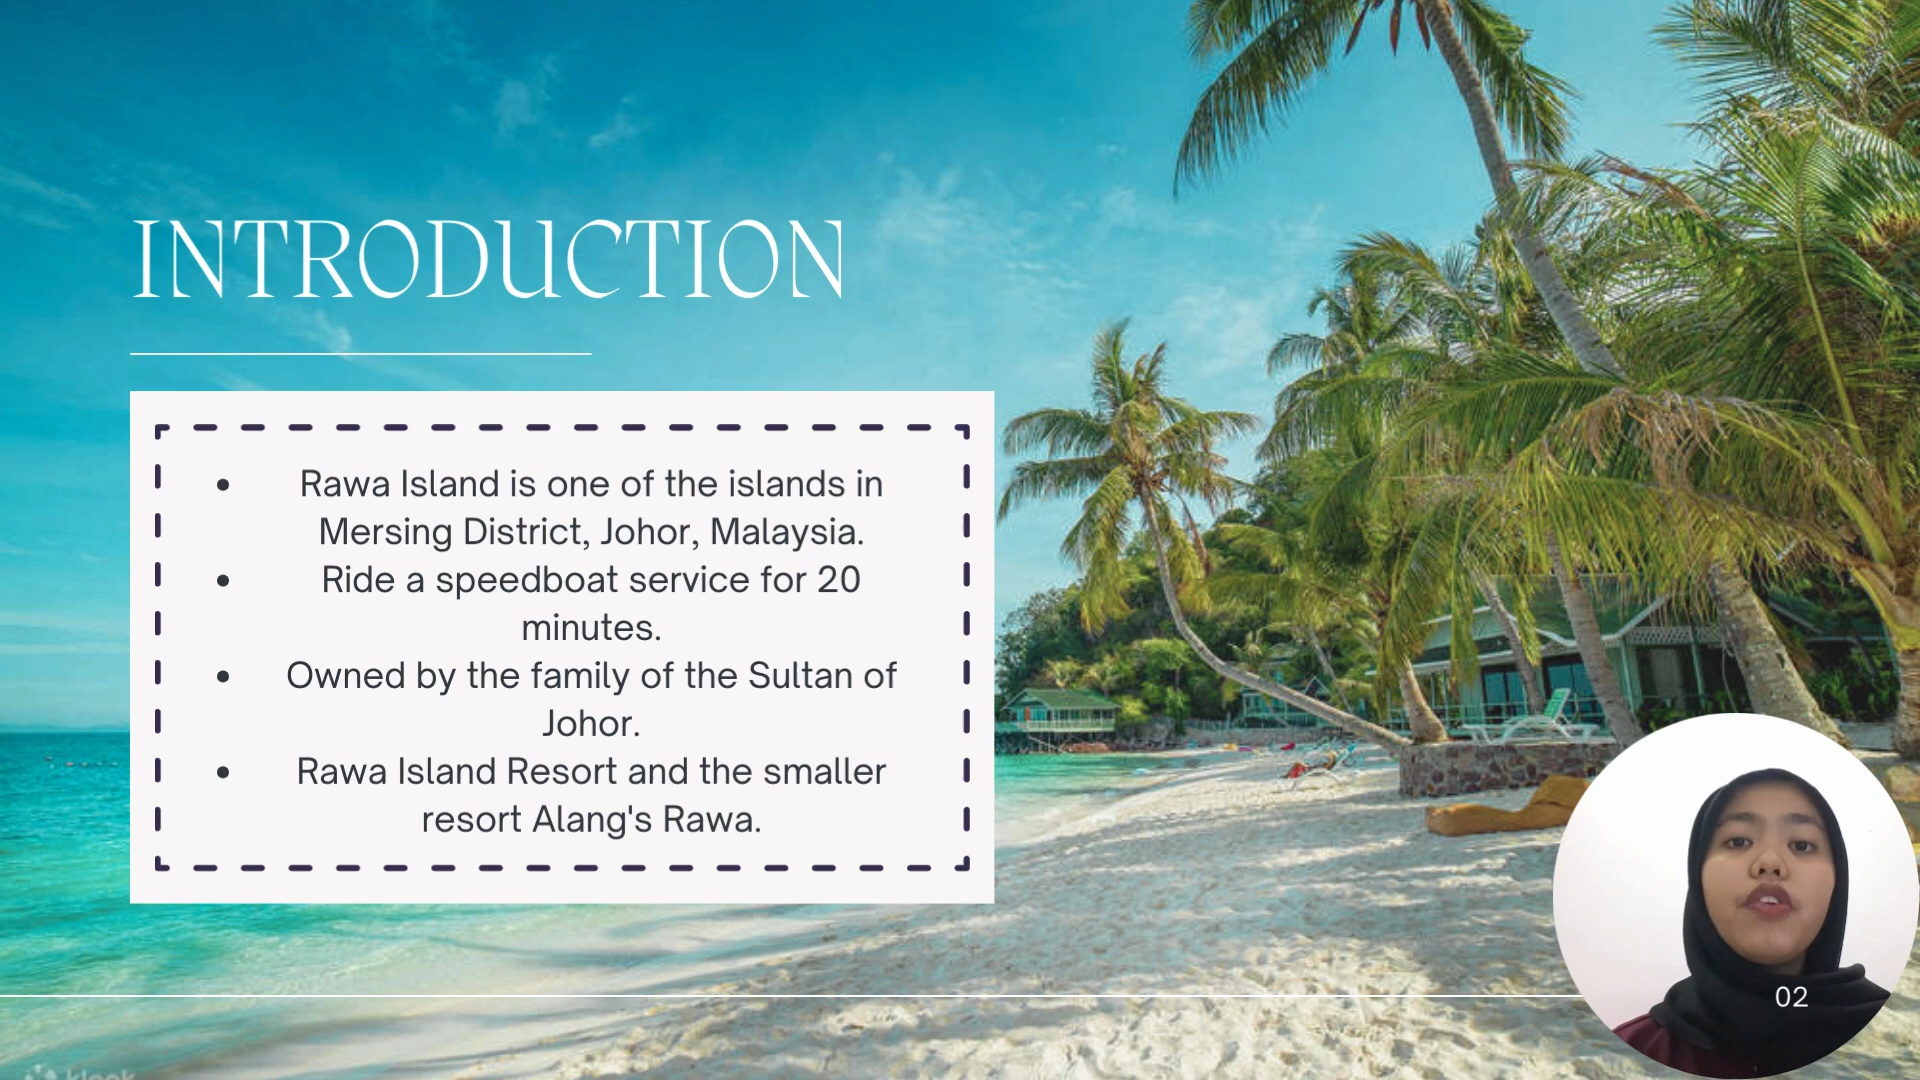 INTRODUCTION
• Rawa Island is one of the islands in
Mersing District, Johor, Malaysia.
• Ride a speedboat service for 20
minutes.
• Owned by the family of the Sultan of
Johor.
• Rawa Island Resort and the smaller
resort Alang's Rawa.
02